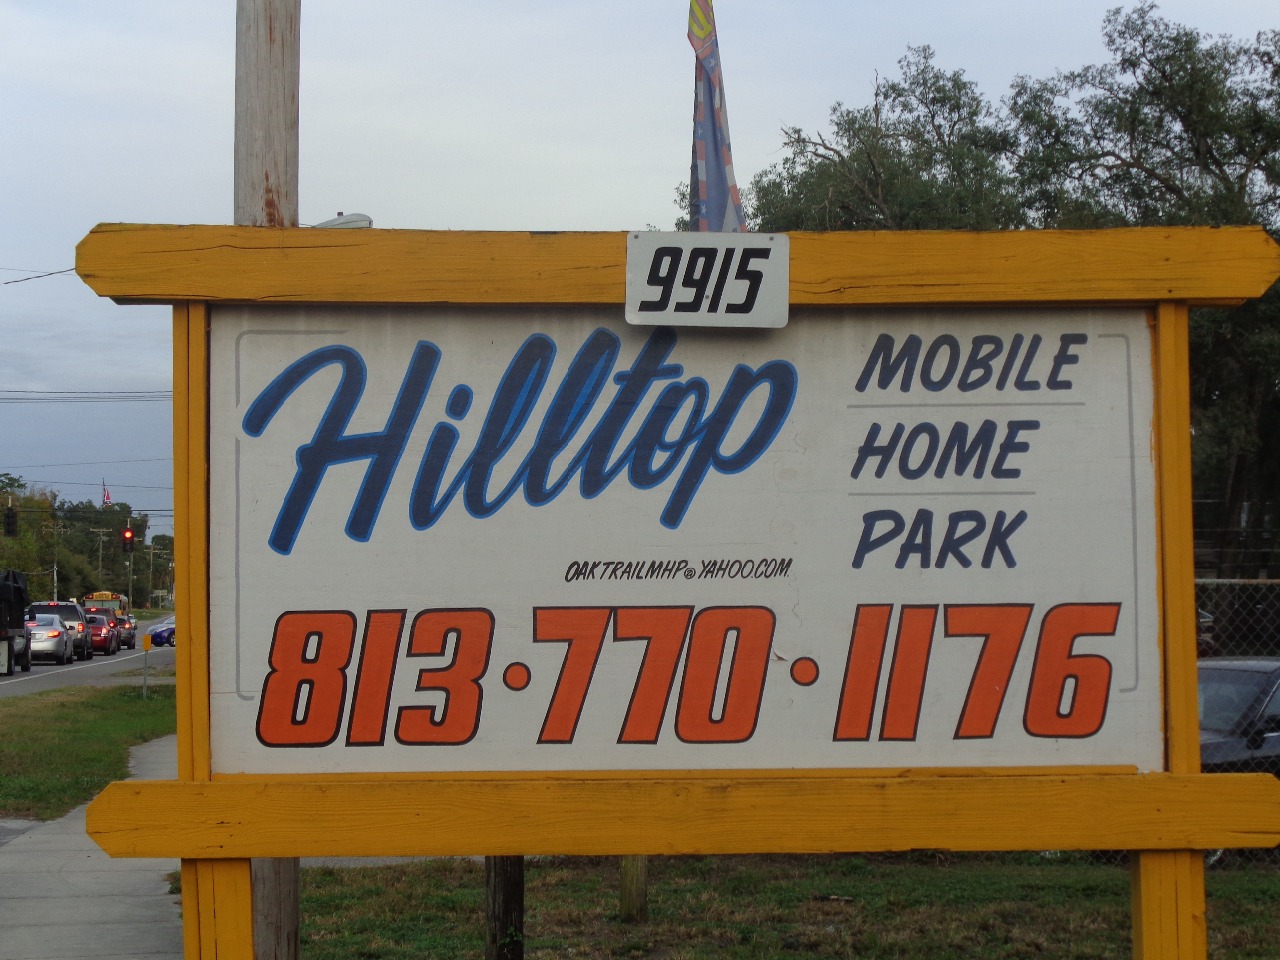 9915
Hilltop
MOBILE
HOME
PARK
OAKTRAILMHP@YAHOO.COM
813•770•1176